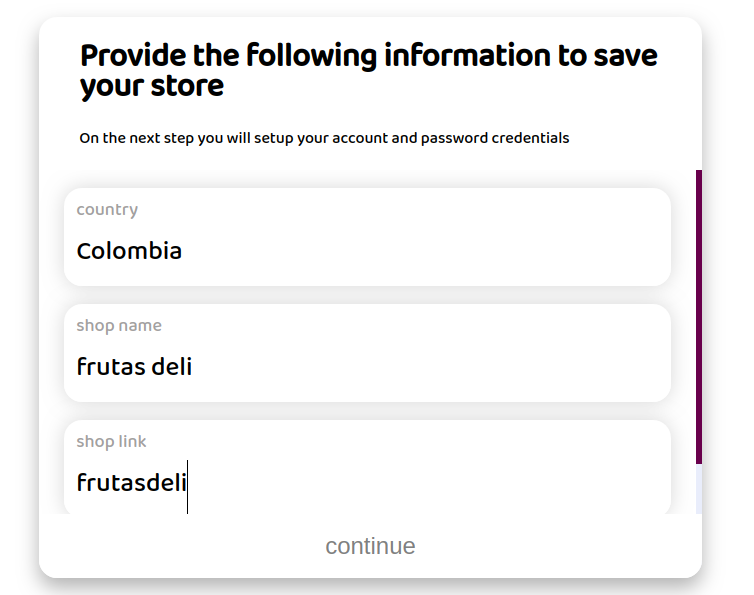 Provide the following information to save
your store
On the next step you will setup your account and password credentials
country
Colombia
shop name
frutas deli
shop link
frutasdeli
continue